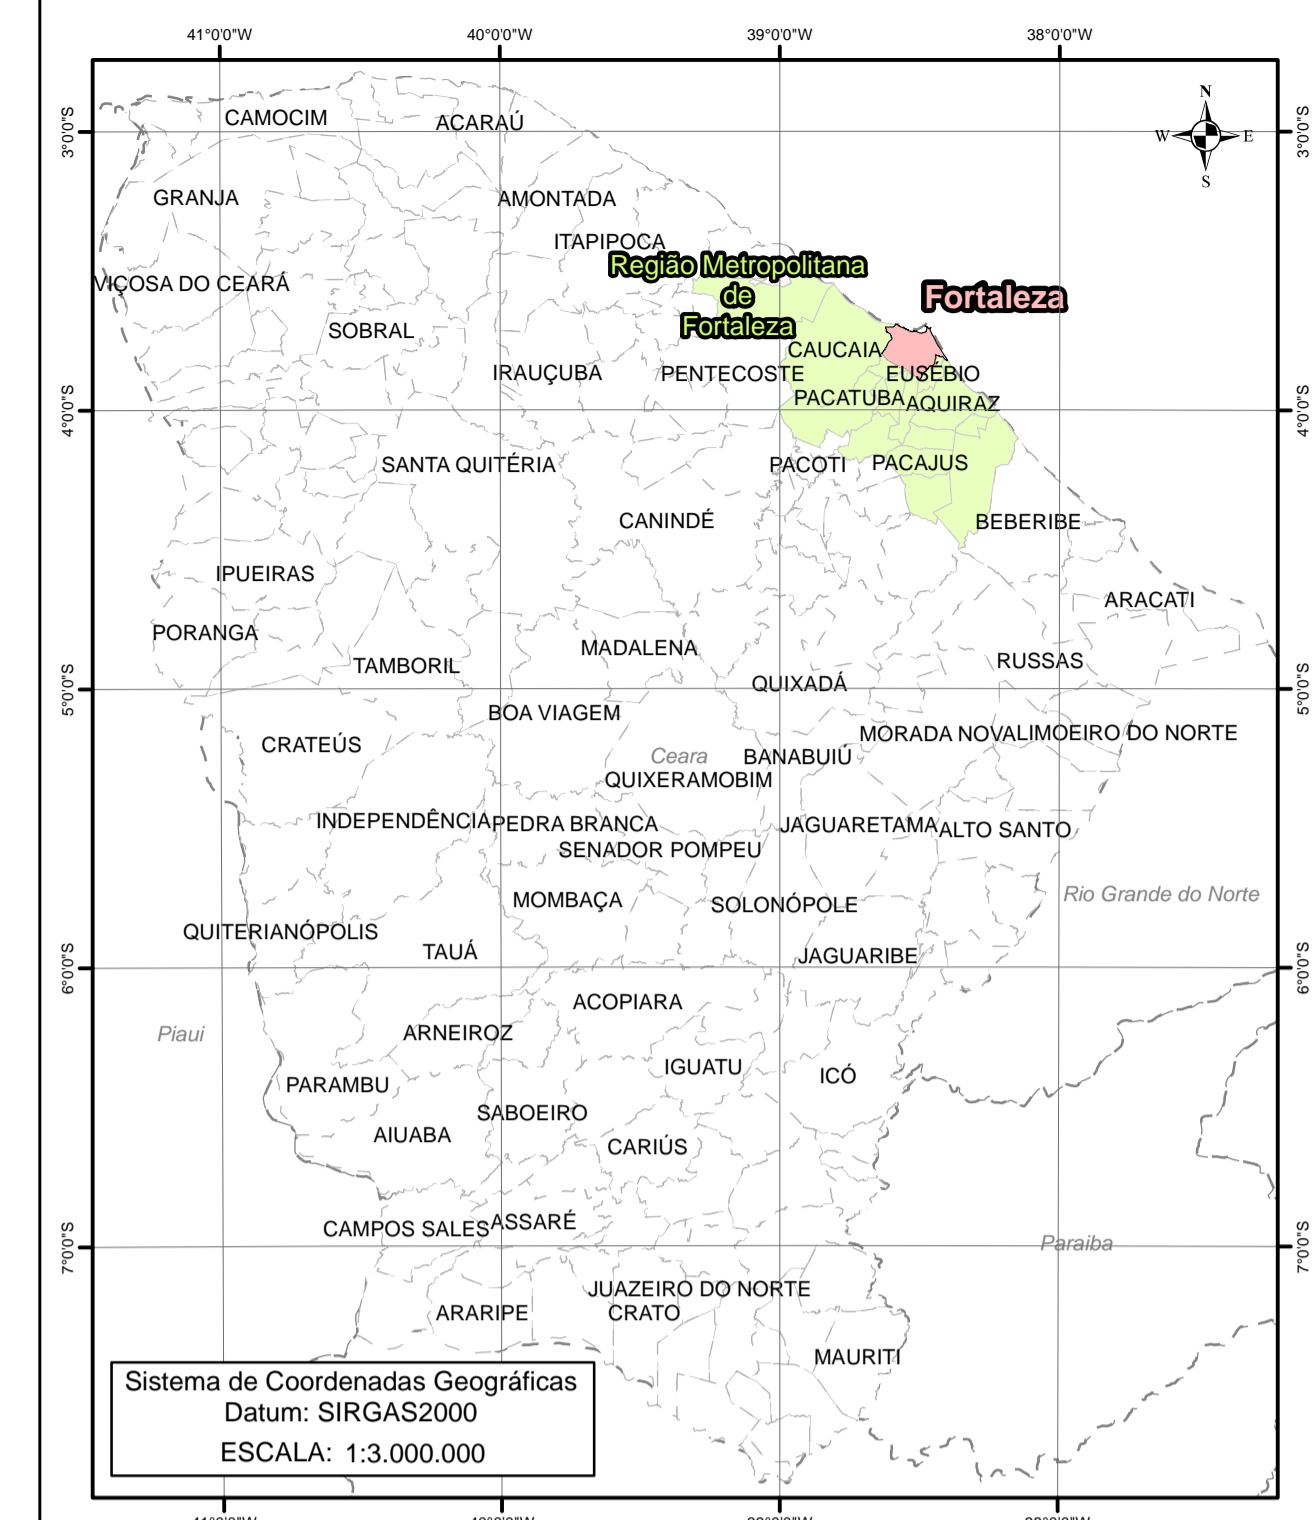 41°0'0"W 40°0'0"W 39°0'0"W 38°0'0"W
N
W E
S
3°0'0"S 3°0'0"S
CAMOCIM
ACARAÚ
GRANJA
AMONTADA
ITAPIPOCA
Região Metropolitana
de
Fortaleza
Fortaleza
VIÇOSA DO CEARÁ
SOBRAL
CAUCAIA
IRAUÇUBA
PENTECOSTE
EUSÉBIO
PACATUBA
AQUIRAZ
4°0'0"S 4°0'0"S
SANTA QUITÉRIA
PACOTI
PACAJUS
CANINDÉ
BEBERIBE
IPUEIRAS
ARACATI
PORANGA
MADALENA
TAMBORIL
RUSSAS
QUIXADÁ
5°0'0"S 5°0'0"S
BOA VIAGEM
MORADA NOVA
LIMOEIRO DO NORTE
CRATEÚS
Ceara
BANABUIÚ
QUIXERAMOBIM
INDEPENDÊNCIA
PEDRA BRANCA
JAGUARETAMA
ALTO SANTO
SENADOR POMPEU
Rio Grande do Norte
MOMBAÇA
SOLONÓPOLE
QUITERIANÓPOLIS
TAUÁ
JAGUARIBE
6°0'0"S 6°0'0"S
ACOPIARA
Piaui
ARNEIROZ
IGUATU
ICÓ
PARAMBU
SABOEIRO
AIUABA
CARIÚS
CAMPOS SALES
ASSARÉ
Paraiba
7°0'0"S 7°0'0"S
JUAZEIRO DO NORTE
ARARIPE
CRATO
MAURITI
Sistema de Coordenadas Geográficas
Datum: SIRGAS2000
ESCALA: 1:3.000.000